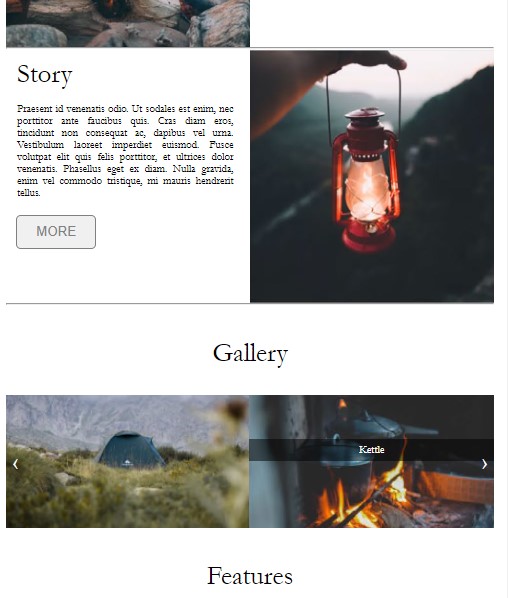 Story
Praesent id venenatis odio. Ut sodales est enim, nec
porttitor ante faucibus quis. Cras diam eros,
tincidunt non consequat ac, dapibus vel urna.
Vestibulum laoreet imperdiet euismod. Fusce
volutpat elit quis felis porttitor, et ultrices dolor
venenatis. Phasellus eget ex diam. Nulla gravida,
enim vel commodo tristique, mi mauris hendrerit
tellus.
MORE
Gallery
Kettle
‹ ›
Features